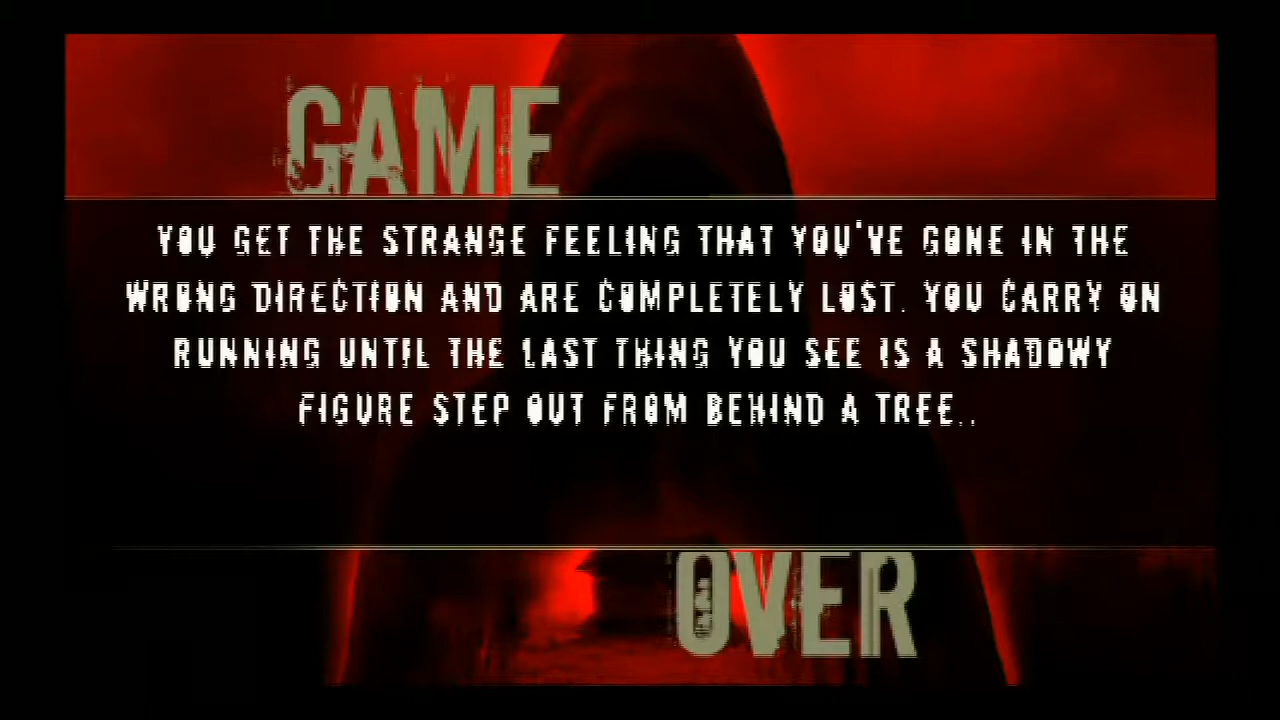 GAME
YOU GET THE STRANGE FEELING THAT YOU'VE GONE IN THE
WRONG DIRECTION AND ARE COMPLETELY LOST. YOU CARRY ON
RUNNING UNTIL THE LAST THING YOU SEE IS A SHADOWY
FIGURE STEP OUT FROM BEHIND A TREE..
OVER